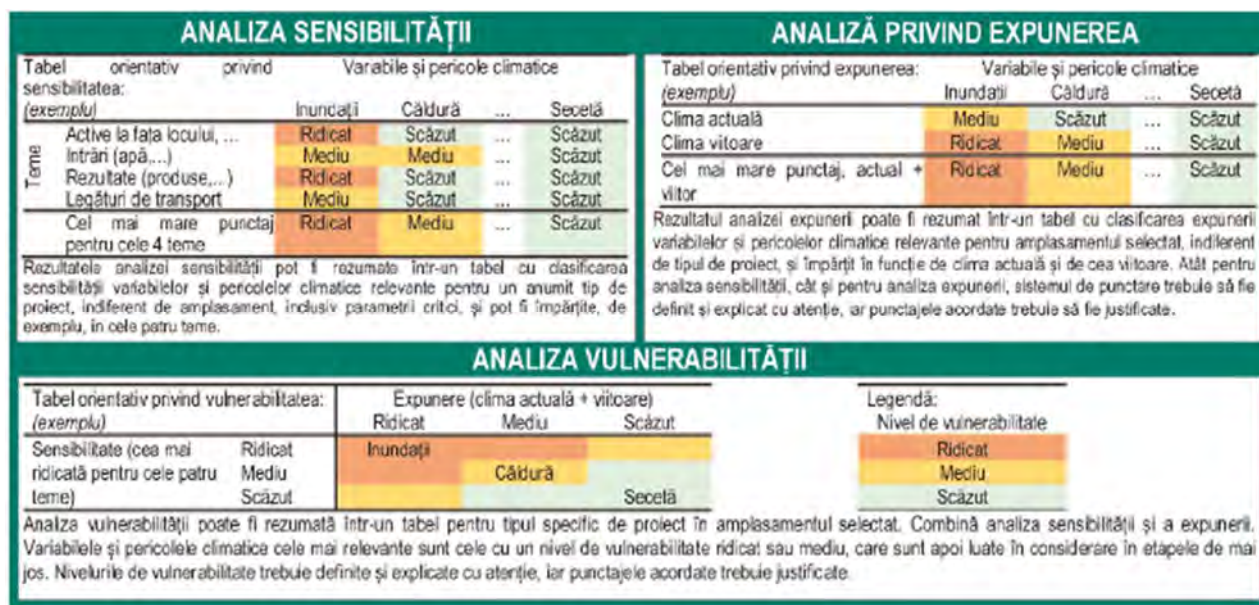 ANALIZA SENSIBILITĂȚII
Tabel orientativ privind Variabile și pericole climatice
sensibilitatea:
(exemplu) Inundații Căldură ... Secetă
Teme
Active la fața locului, ... Ridicat Scăzut ... Scăzut
Intrări (apă,...) Mediu Mediu ... Scăzut
Rezultate (produse,...) Ridicat Scăzut ... Scăzut
Legături de transport Mediu Scăzut ... Scăzut
Cel mai mare punctaj Ridicat Mediu ... Scăzut
pentru cele 4 teme
Rezultatele analizei sensibilității pot fi rezumate într-un tabel cu clasificarea
sensibilității variabilelor și pericolelor climatice relevante pentru un anumit tip de
proiect, indiferent de amplasament, inclusiv parametrii critici, și pot fi împărțite, de
exemplu, în cele patru teme.
ANALIZĂ PRIVIND EXPUNEREA
Tabel orientativ privind expunerea: Variabile și pericole climatice
(exemplu) Inundații Căldură ... Secetă
Clima actuală Mediu Scăzut ... Scăzut
Clima viitoare Ridicat Mediu ... Scăzut
Cel mai mare punctaj, actual + Ridicat Mediu ... Scăzut
viitor
Rezultatul analizei expunerii poate fi rezumat într-un tabel cu clasificarea expunerii
variabilelor și pericolelor climatice relevante pentru amplasamentul selectat, indiferent
de tipul de proiect, și împărțit în funcție de clima actuală și de cea viitoare. Atât pentru
analiza sensibilității, cât și pentru analiza expunerii, sistemul de punctare trebuie să fie
definit și explicat cu atenție, iar punctajele acordate trebuie să fie justificate.
ANALIZA VULNERABILITĂȚII
Tabel orientativ privind vulnerabilitatea: Expunere (clima actuală + viitoare) Legendă:
(exemplu) Ridicat Mediu Scăzut Nivel de vulnerabilitate
Sensibilitate (cea mai Ridicat Inundații Ridicat
ridicată pentru cele patru Mediu Căldură Mediu
teme) Scăzut Secetă Scăzut
Analiza vulnerabilității poate fi rezumată într-un tabel pentru tipul specific de proiect în amplasamentul selectat. Combină analiza sensibilității și a expunerii.
Variabilele și pericolele climatice cele mai relevante sunt cele cu un nivel de vulnerabilitate ridicat sau mediu, care sunt apoi luate în considerare în etapele de mai
jos. Nivelurile de vulnerabilitate trebuie definite și explicate cu atenție, iar punctajele acordate trebuie justificate.